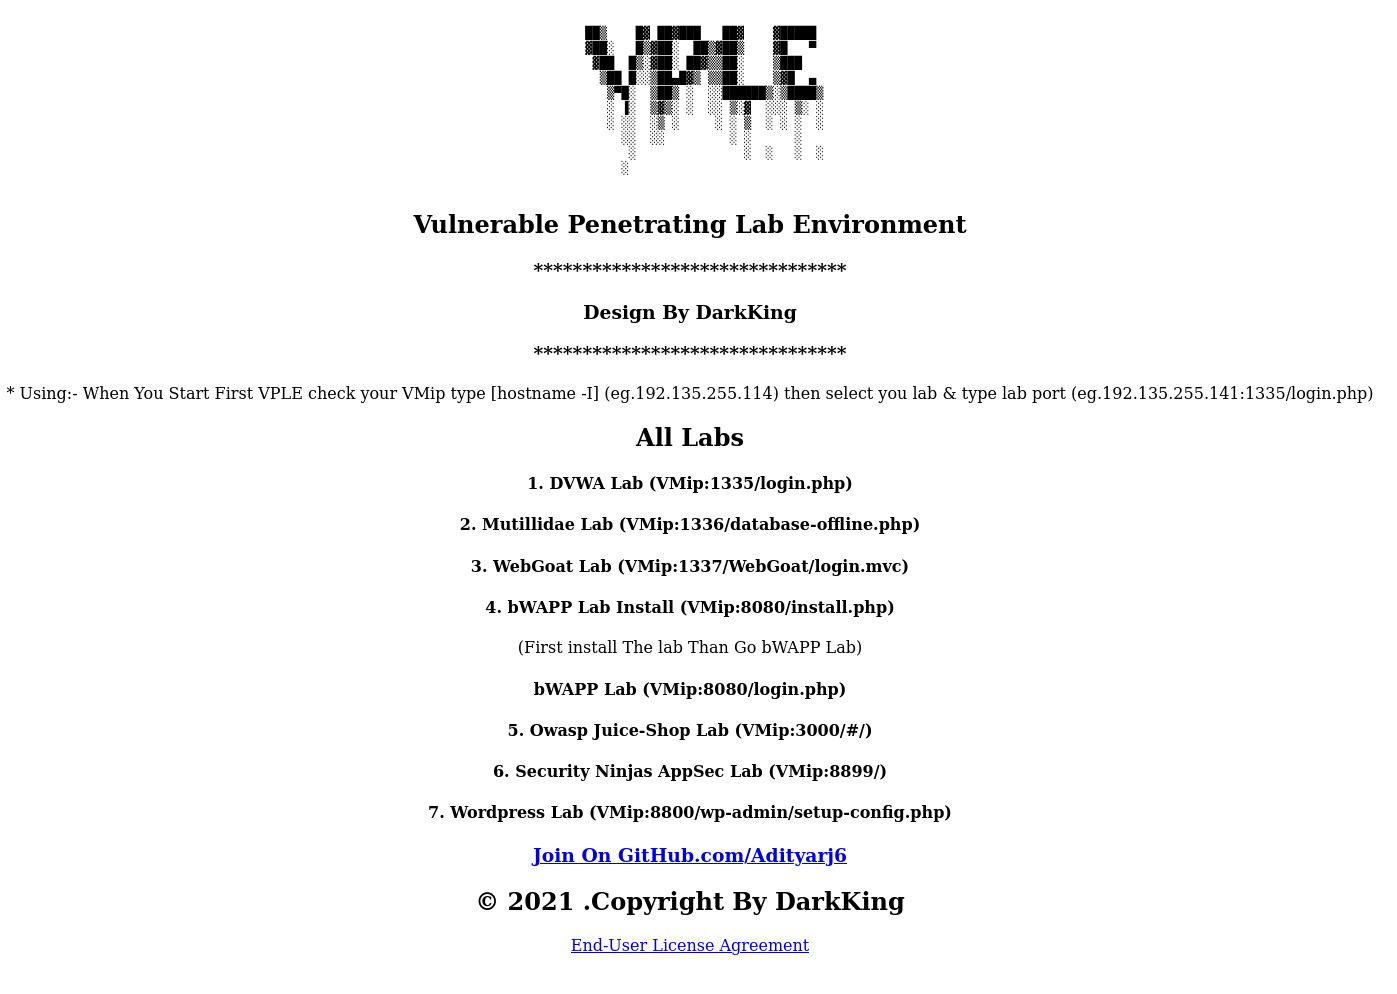 VPLE
Vulnerable Penetrating Lab Environment
********************************
Design By DarkKing
********************************
* Using:- When You Start First VPLE check your VMip type [hostname -I] (eg.192.135.255.114) then select you lab & type lab port (eg.192.135.255.141:1335/login.php)
All Labs
1. DVWA Lab (VMip:1335/login.php)
2. Mutillidae Lab (VMip:1336/database-offline.php)
3. WebGoat Lab (VMip:1337/WebGoat/login.mvc)
4. bWAPP Lab Install (VMip:8080/install.php)
(First install The lab Than Go bWAPP Lab)
bWAPP Lab (VMip:8080/login.php)
5. Owasp Juice-Shop Lab (VMip:3000/#/)
6. Security Ninjas AppSec Lab (VMip:8899/)
7. Wordpress Lab (VMip:8800/wp-admin/setup-config.php)
Join On GitHub.com/Adityarj6
© 2021 .Copyright By DarkKing
End-User License Agreement